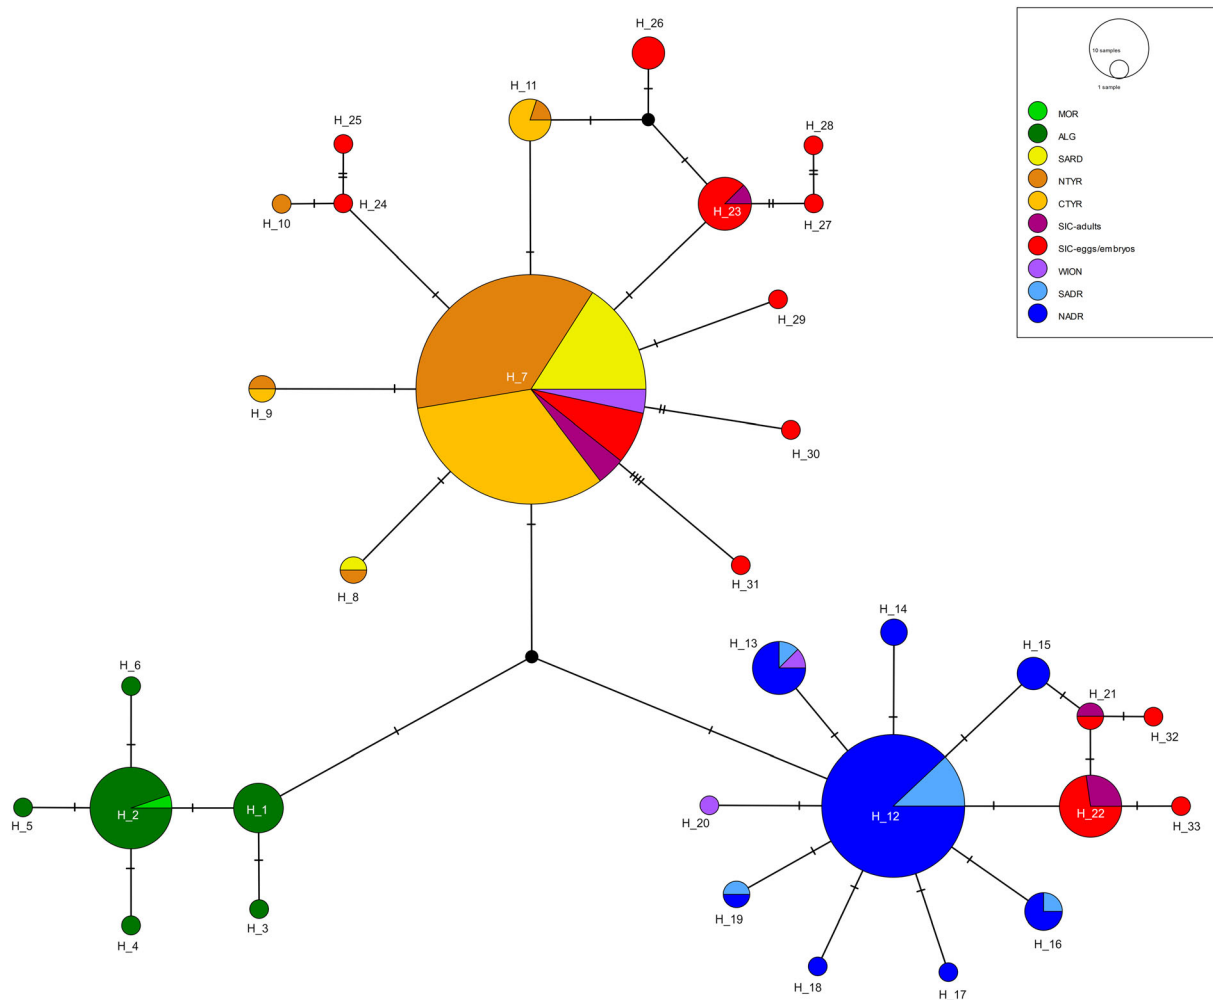 H_26
10 samples
1 sample
H_11
MOR
ALG
SARD
NTYR
CTYR
SIC-adults
SIC-eggs/embryos
WION
SADR
NADR
H_25
H_28
H_24
H_10
H_23
H_27
H_29
H_7
H_9
H_30
H_31
H_8
H_14
H_13
H_15
H_6
H_21
H_32
H_5
H_2
H_1
H_20
H_12
H_22
H_33
H_4
H_3
H_19
H_16
H_18
H_17